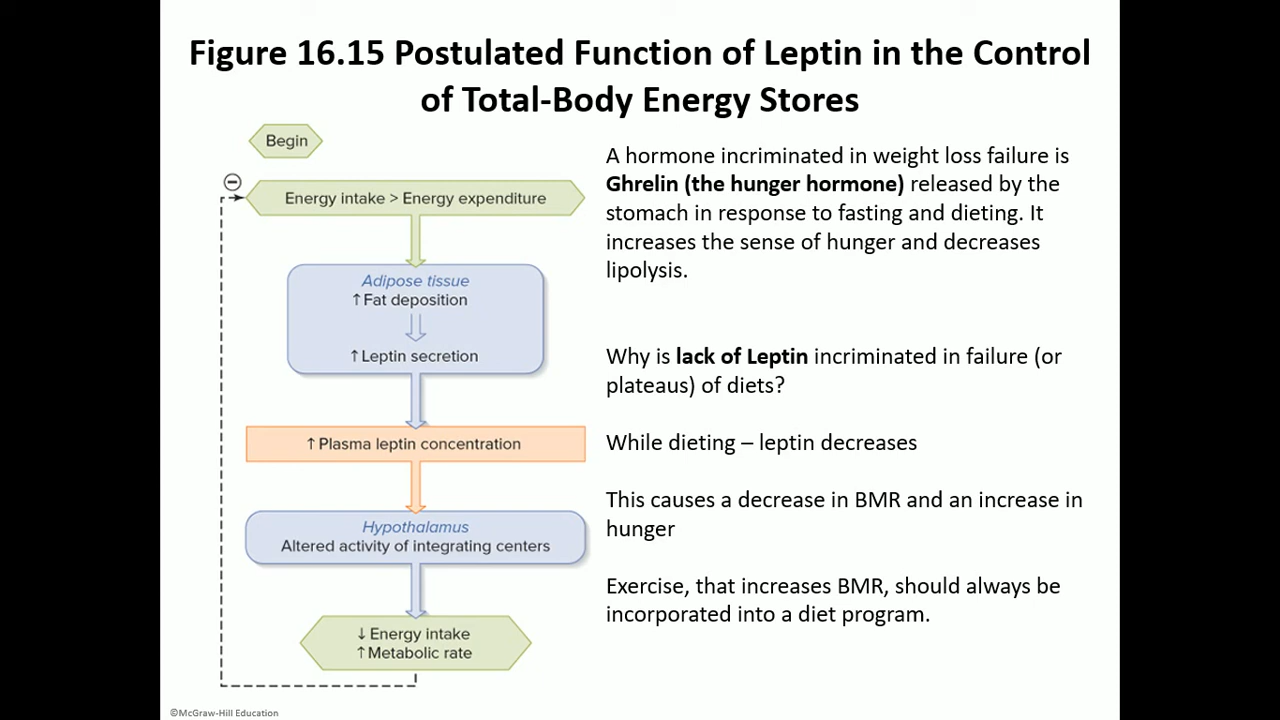 Figure 16.15 Postulated Function of Leptin in the Control
of Total-Body Energy Stores
Begin
Energy intake > Energy expenditure
Adipose tissue
↑Fat deposition
↑Leptin secretion
↑Plasma leptin concentration
Hypothalamus
Altered activity of integrating centers
↓Energy intake
↑Metabolic rate
A hormone incriminated in weight loss failure is
Ghrelin (the hunger hormone) released by the
stomach in response to fasting and dieting. It
increases the sense of hunger and decreases
lipolysis.
Why is lack of Leptin incriminated in failure (or
plateaus) of diets?
While dieting – leptin decreases
This causes a decrease in BMR and an increase in
hunger
Exercise, that increases BMR, should always be
incorporated into a diet program.
©McGraw-Hill Education